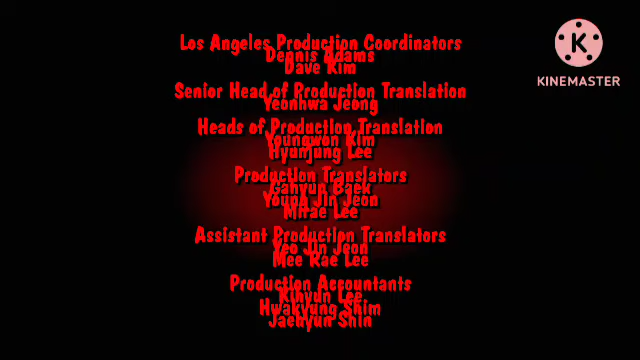 Los Angeles Production Coordinators
Dennis Adams
Dave Kim
Senior Head of Production Translation
Yeonhwa Jeong
Heads of Production Translation
Youngwon Kim
Hyunjung Lee
Production Translators
Gahyun Baek
Young Jin Jeon
Mirae Lee
Assistant Production Translators
Yeo Jin Jeon
Mee Rae Lee
Production Accountants
Kihyun Lee
Hwakyung Shim
Jaehyun Shin
K
KINEMASTER